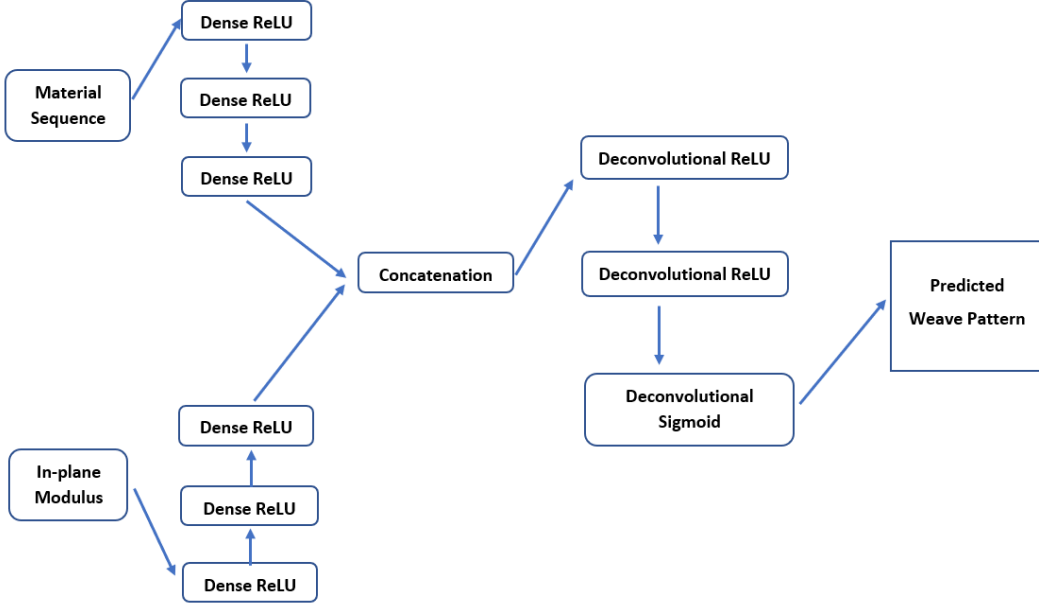 Dense ReLU
Material
Sequence
Dense ReLU
Dense ReLU
Concatenation
Dense ReLU
In-plane
Modulus
Dense ReLU
Dense ReLU
Deconvolutional ReLU
Deconvolutional ReLU
Deconvolutional
Sigmoid
Predicted
Weave Pattern